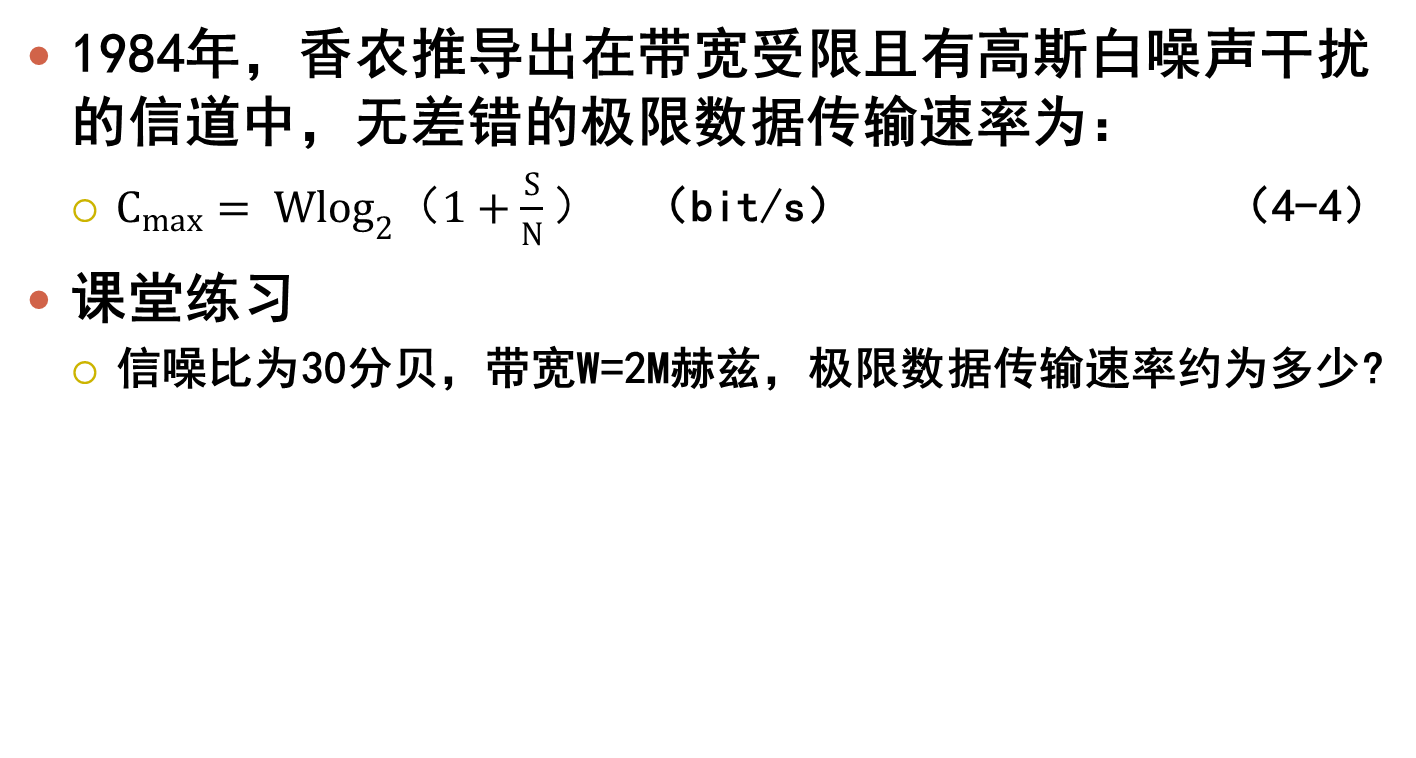 1984年，香农推导出在带宽受限且有高斯白噪声干扰
的信道中，无差错的极限数据传输速率为：
C_max = Wlog_2（1+S/N） （bit/s） （4-4）
课堂练习
信噪比为30分贝，带宽W=2M赫兹，极限数据传输速率约为多少?